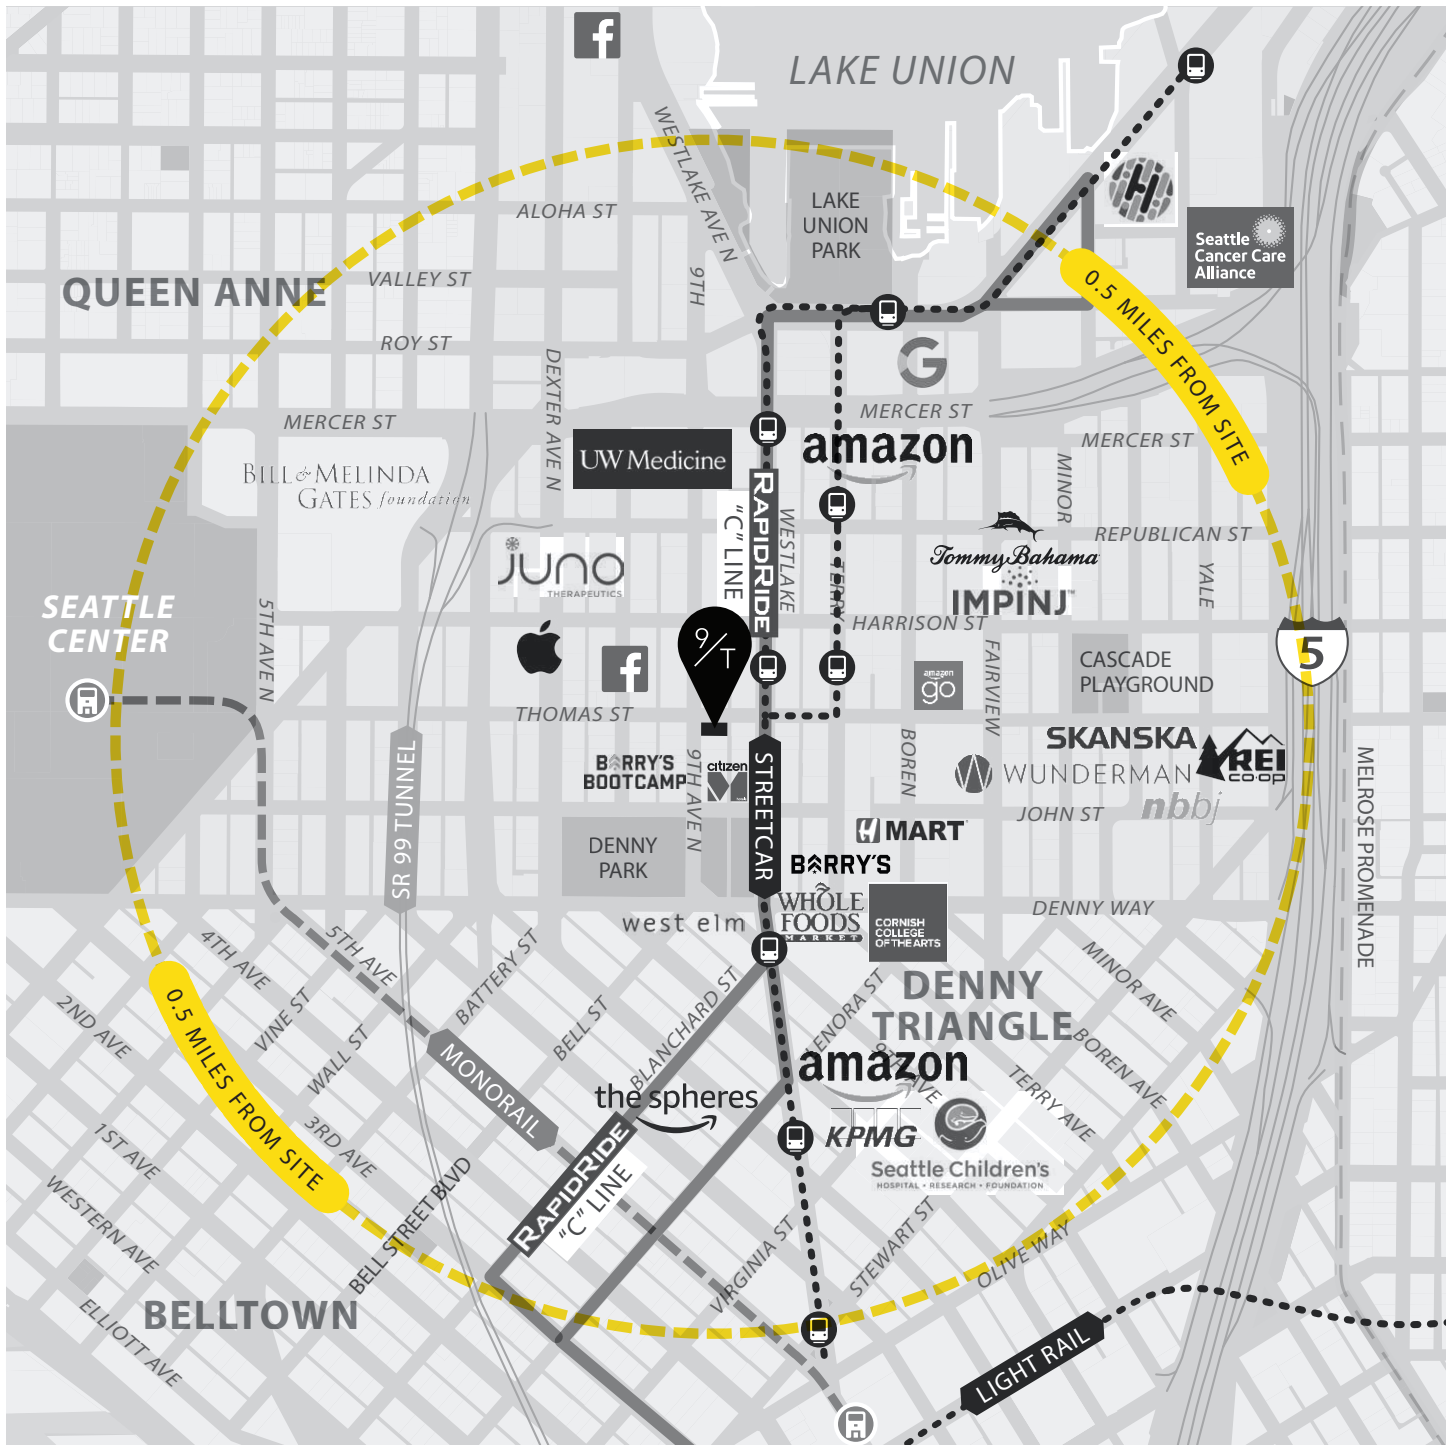 LAKE UNION
WESTLAKE AVE N
LAKE
UNION
PARK
ALOHA ST
H
Seattle
Cancer Care
Alliance
QUEEN ANNE
VALLEY ST
9TH
0.5 MILES FROM SITE
ROY ST
DEXTER AVE N
G
MERCER ST
MERCER ST
MERCER ST
amazon
UW Medicine
BILL & MELINDA
GATES foundation
RAPIDRIDE
"C" LINE
WESTLAKE
TERRY
MINOR
REPUBLICAN ST
Tommy Bahama
IMPINJ
YALE
juno
THERAPEUTICS
SEATTLE
CENTER
5TH AVE N
HARRISON ST
9/T
FAIRVIEW
5
CASCADE
PLAYGROUND
amazon
go
THOMAS ST
BOREN
SKANSKA
REI
CO-OP
WUNDERMAN
SR 99 TUNNEL
BARRY'S
BOOTCAMP
9TH AVE N
citizen
M
STREETCAR
JOHN ST
nbbj
MELROSE PROMENADE
H MART
DENNY
PARK
BARRY'S
WHOLE
FOODS
MARKET
CORNISH
COLLEGE
OF THE ARTS
west elm
DENNY WAY
4TH AVE
5TH AVE
BATTERY ST
BLANCHARD ST
LENORA ST
DENNY
TRIANGLE
MINOR AVE
2ND AVE
VINE ST
WALL ST
BELL ST
0.5 MILES FROM SITE
MONORAIL
amazon
9TH AVE
BOREN AVE
TERRY AVE
the spheres
KPMG
Seattle Children's
HOSPITAL • RESEARCH • FOUNDATION
1ST AVE
3RD AVE
RAPIDRIDE
"C" LINE
WESTERN AVE
BELL STREET BLVD
VIRGINIA ST
STEWART ST
OLIVE WAY
BELLTOWN
ELLIOTT AVE
LIGHT RAIL